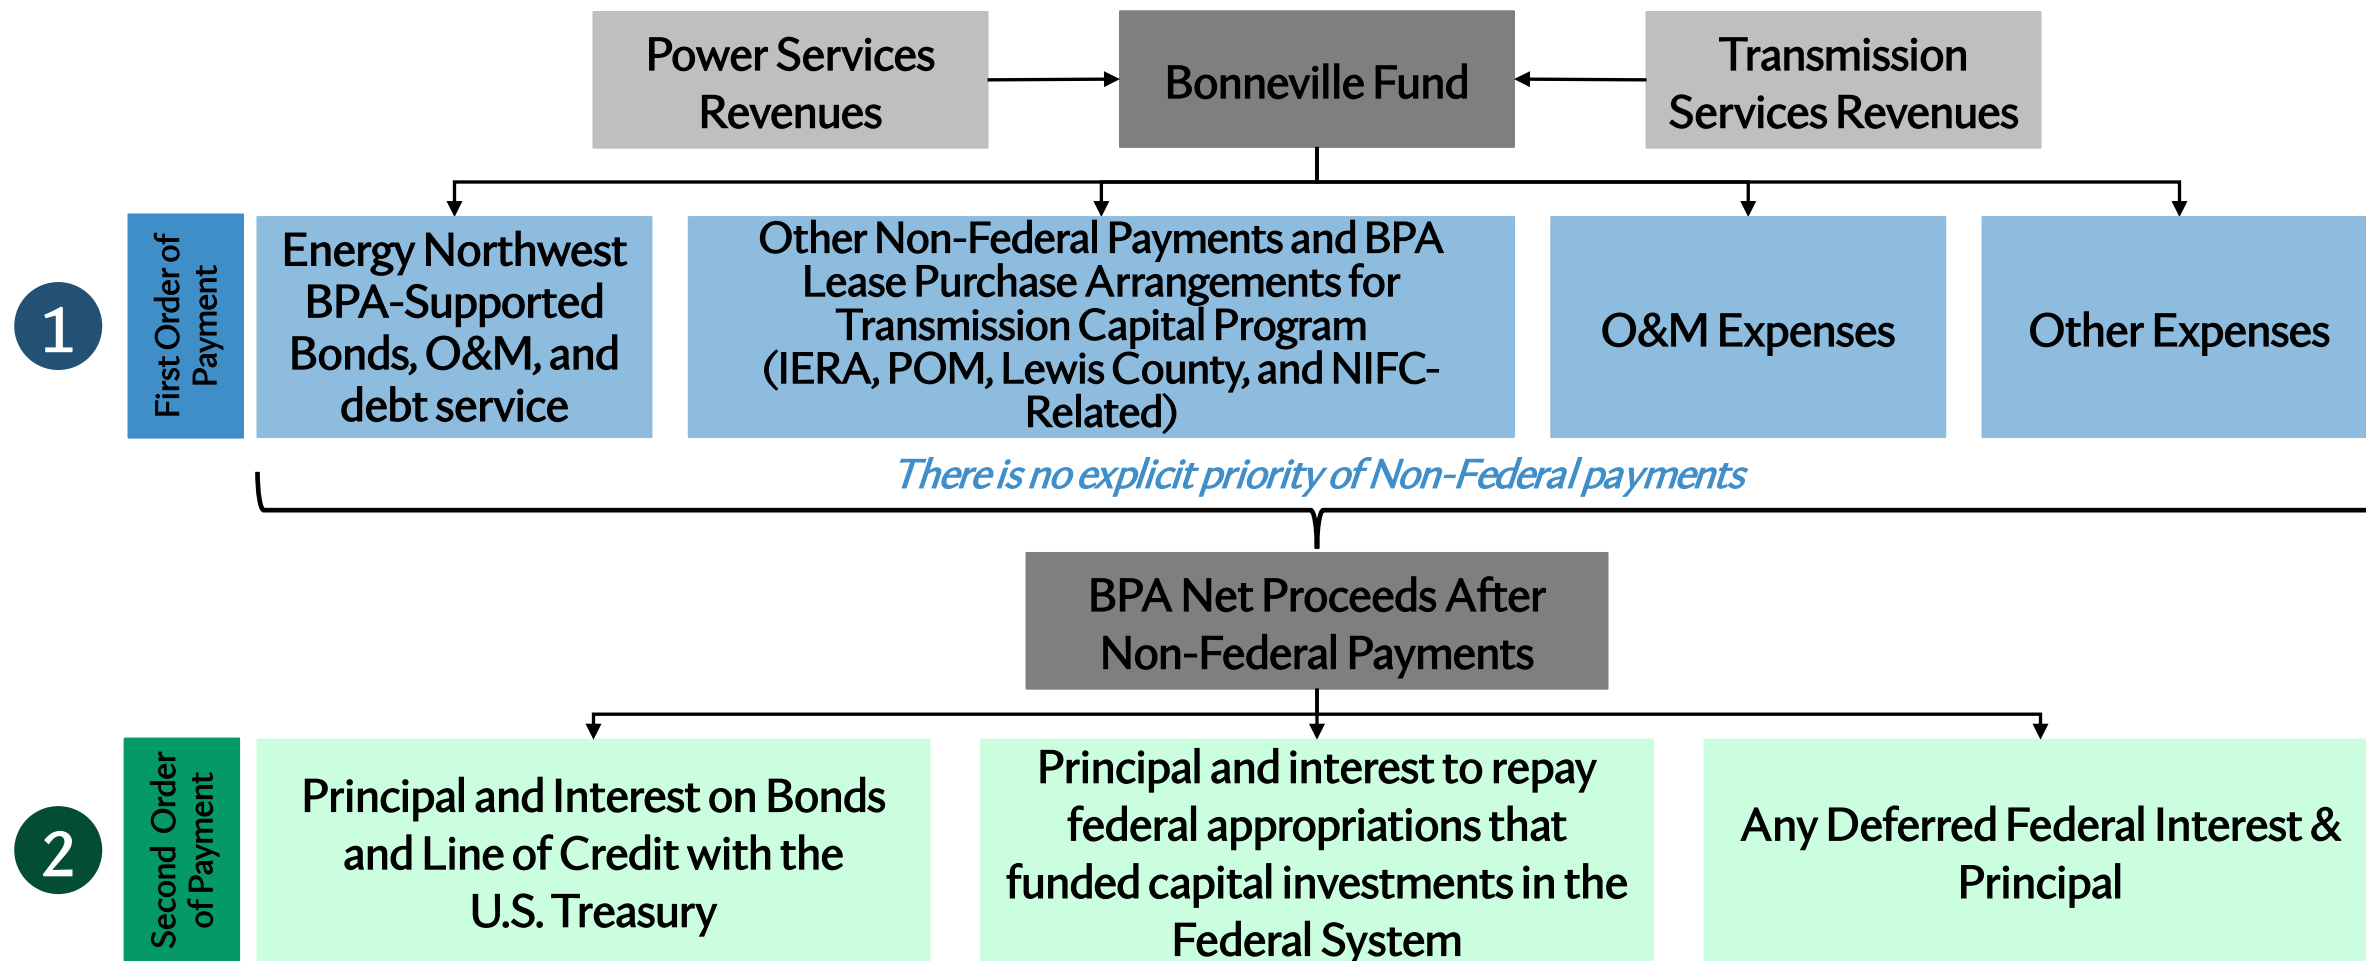 Power Services
Revenues
Bonneville Fund
Transmission
Services Revenues
1
First Order of
Payment
Energy Northwest
BPA-Supported
Bonds, O&M, and
debt service
Other Non-Federal Payments and BPA
Lease Purchase Arrangements for
Transmission Capital Program
(IERA, POM, Lewis County, and NIFC-
Related)
O&M Expenses
Other Expenses
There is no explicit priority of Non-Federal payments
BPA Net Proceeds After
Non-Federal Payments
2
Second Order
of Payment
Principal and Interest on Bonds
and Line of Credit with the
U.S. Treasury
Principal and interest to repay
federal appropriations that
funded capital investments in the
Federal System
Any Deferred Federal Interest &
Principal